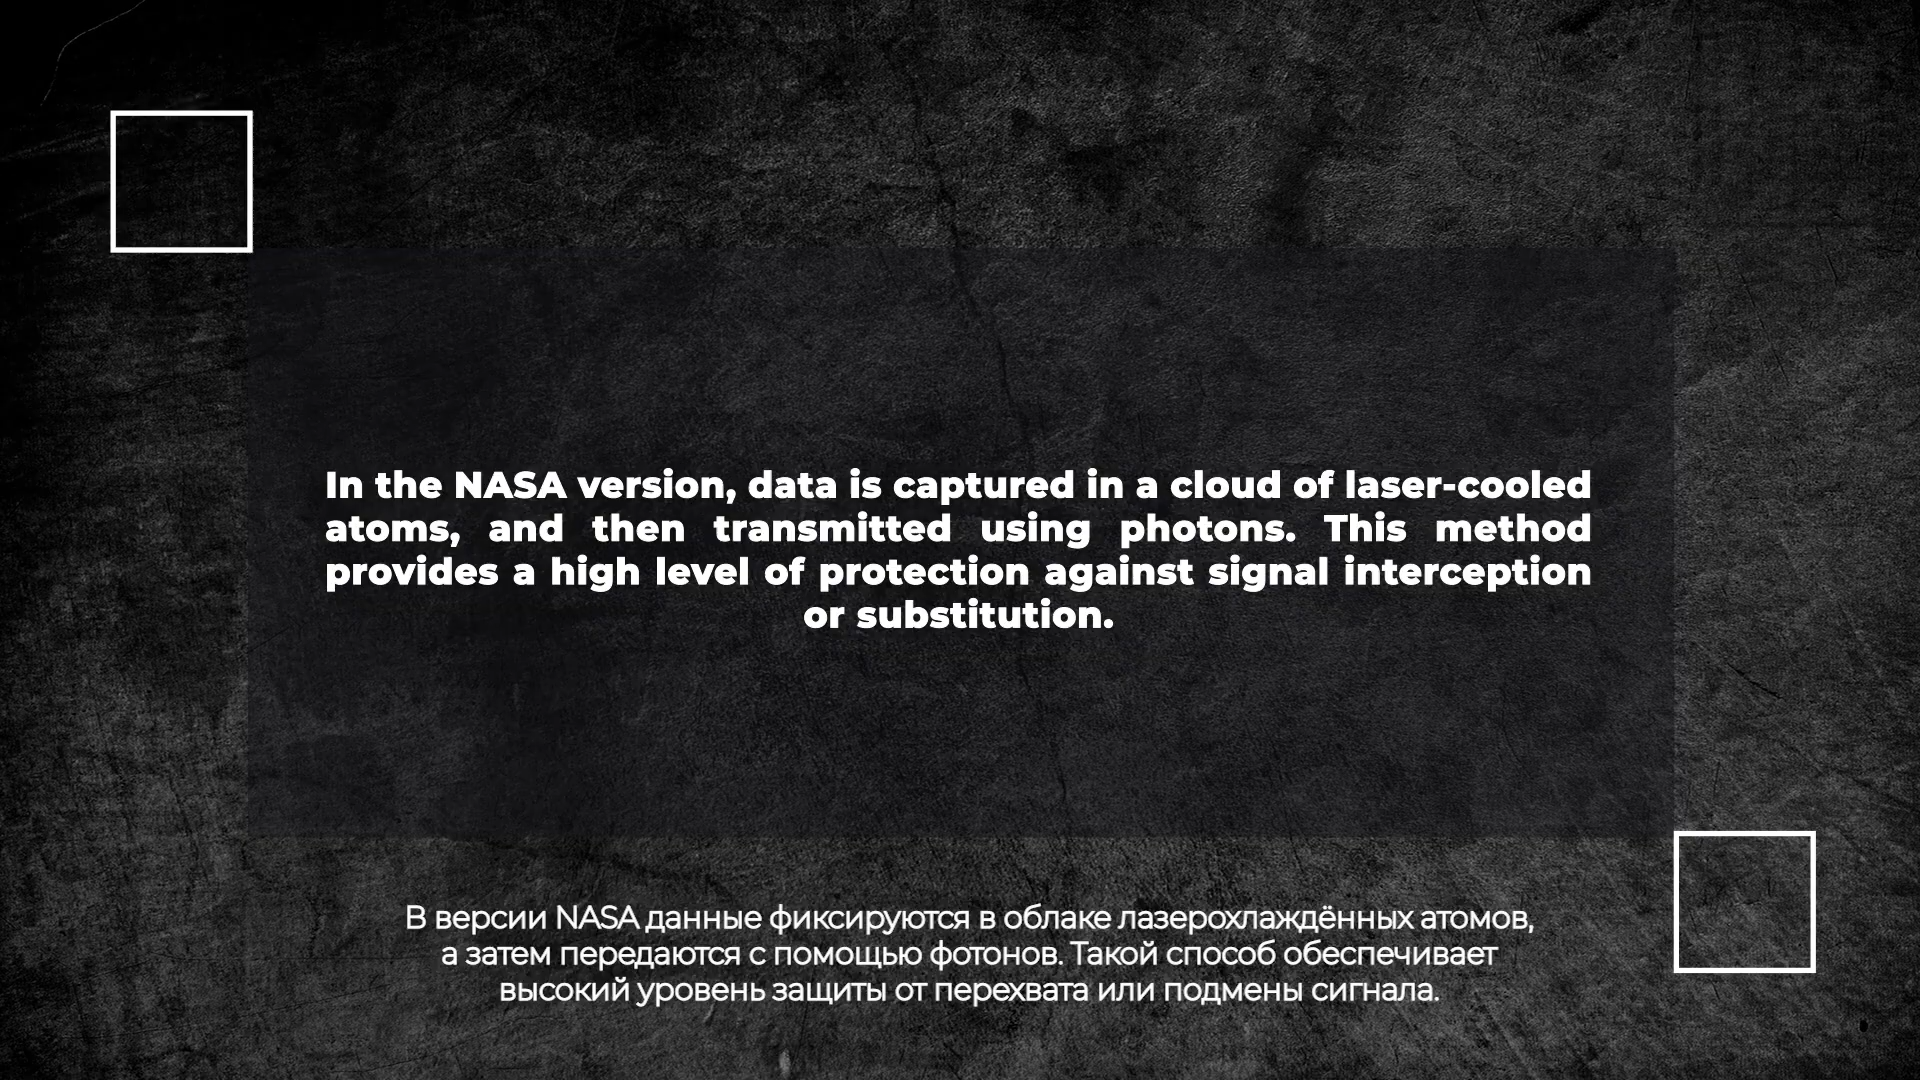 In the NASA version, data is captured in a cloud of laser-cooled
atoms, and then transmitted using photons. This method
provides a high level of protection against signal interception
or substitution.
В версии NASA данные фиксируются в облаке лазерохлаждённых атомов,
а затем передаются с помощью фотонов. Такой способ обеспечивает
высокий уровень защиты от перехвата или подмены сигнала.